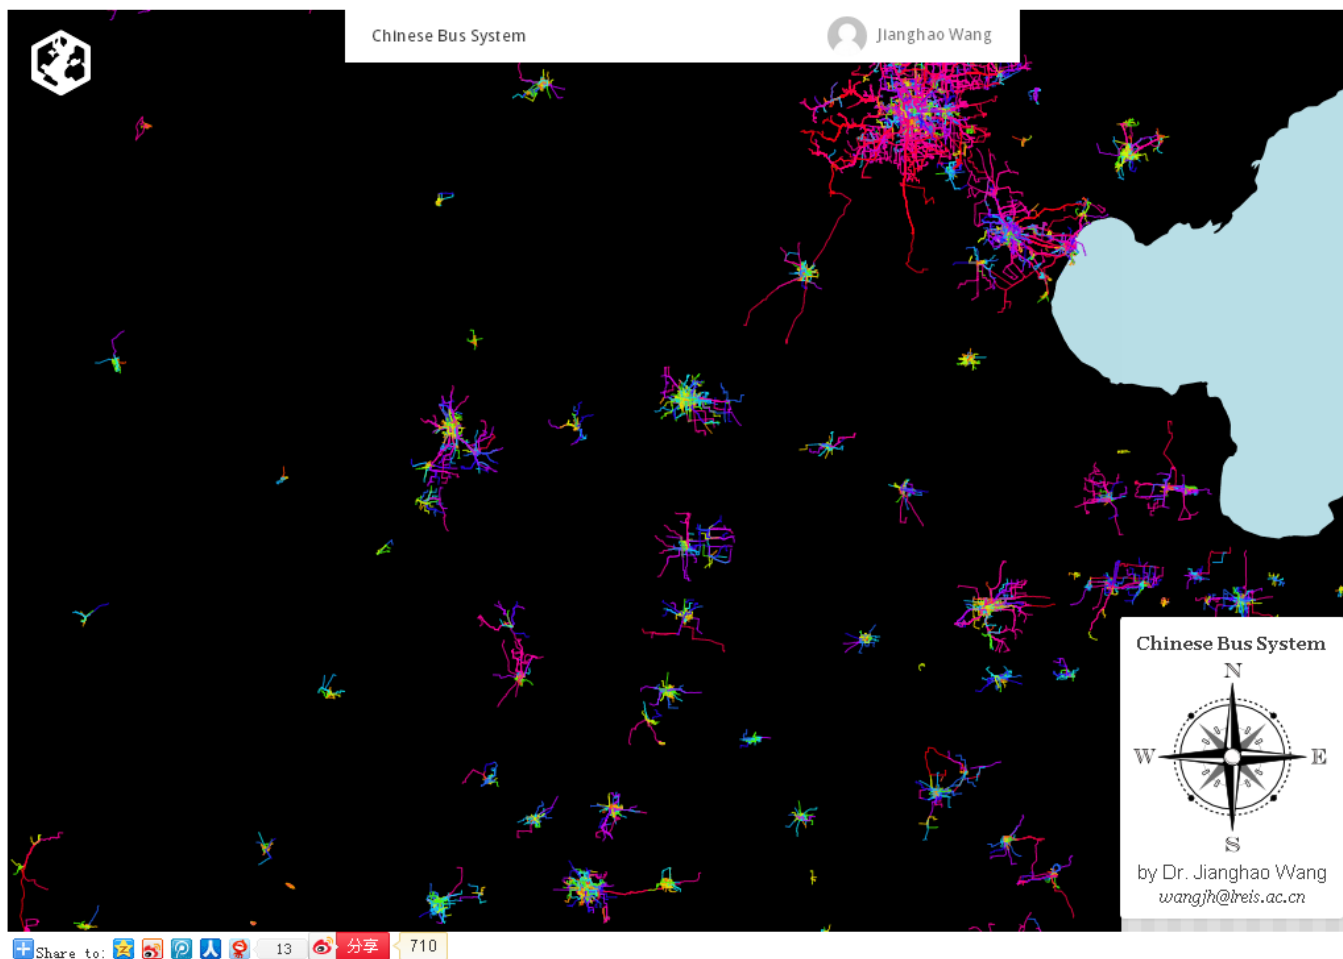 Chinese Bus System
Jianghao Wang
Chinese Bus System
N
W E
S
by Dr. Jianghao Wang
wangjh@lreis.ac.cn
Share to: 13 分享 710